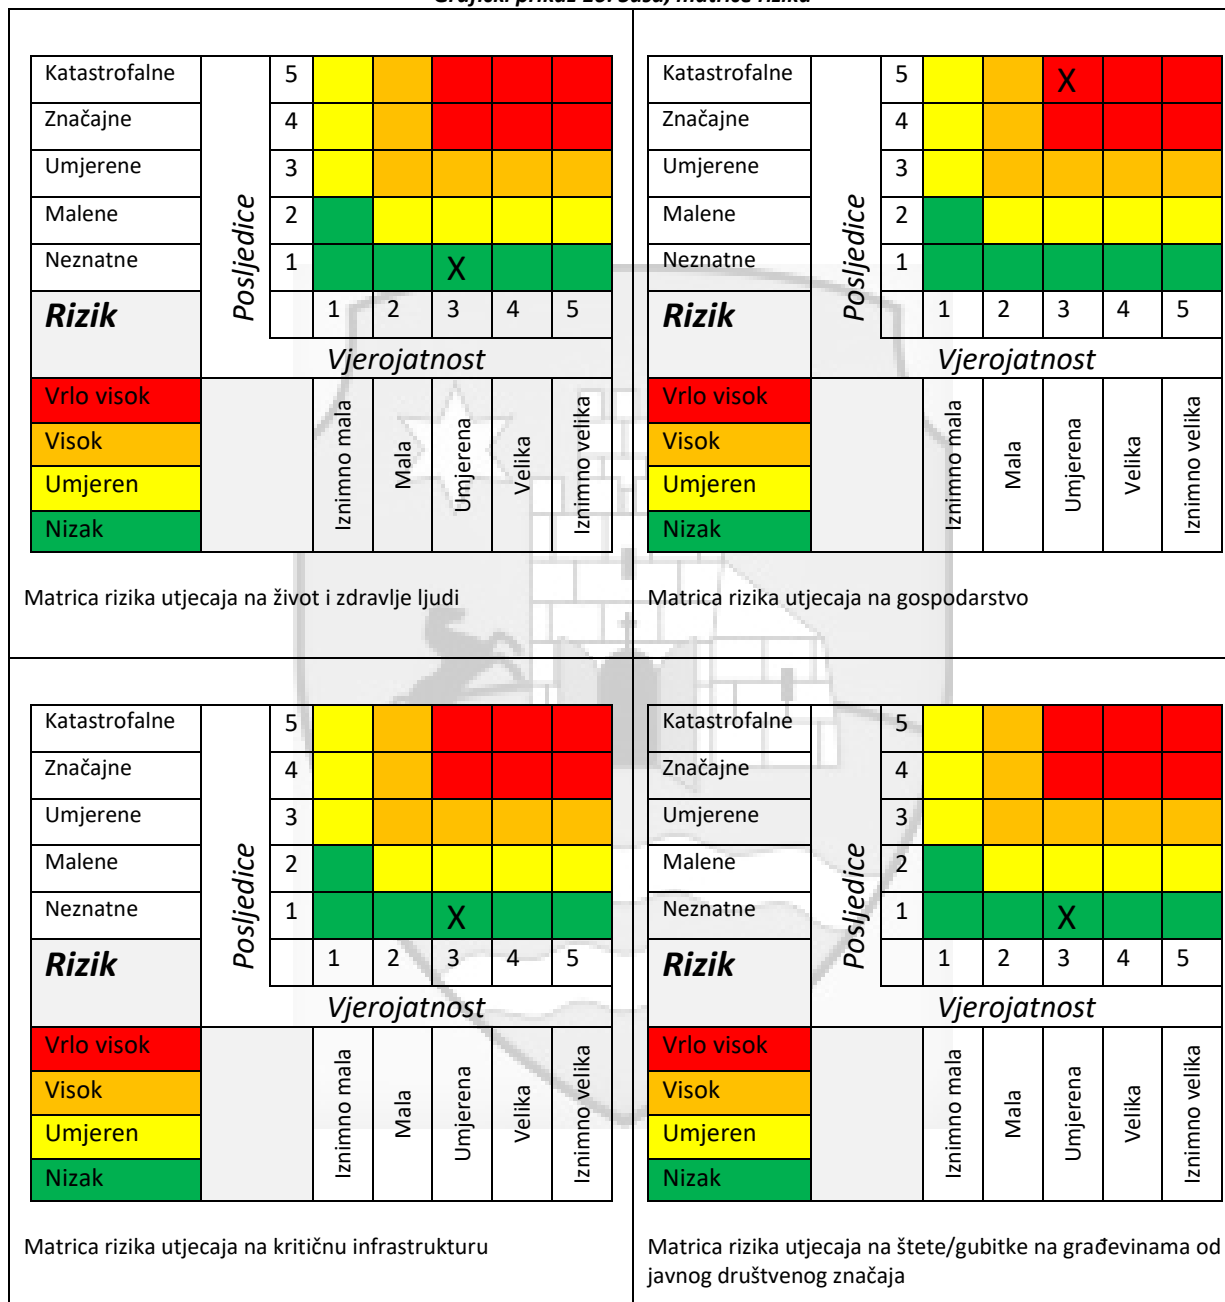 Katastrofalne 5
Značajne 4
Umjerene 3
Malene 2
Neznatne 1 X
Posljedice
Rizik 1 2 3 4 5
Vjerojatnost
Vrlo visok
Visok
Umjeren
Nizak
Iznimno mala
Mala
Umjerena
Velika
Iznimno velika
Matrica rizika utjecaja na život i zdravlje ljudi
Katastrofalne 5 X
Značajne 4
Umjerene 3
Malene 2
Neznatne 1
Posljedice
Rizik 1 2 3 4 5
Vjerojatnost
Vrlo visok
Visok
Umjeren
Nizak
Iznimno mala
Mala
Umjerena
Velika
Iznimno velika
Matrica rizika utjecaja na gospodarstvo
Katastrofalne 5
Značajne 4
Umjerene 3
Malene 2
Neznatne 1 X
Posljedice
Rizik 1 2 3 4 5
Vjerojatnost
Vrlo visok
Visok
Umjeren
Nizak
Iznimno mala
Mala
Umjerena
Velika
Iznimno velika
Matrica rizika utjecaja na kritičnu infrastrukturu
Katastrofalne 5
Značajne 4
Umjerene 3
Malene 2
Neznatne 1 X
Posljedice
Rizik 1 2 3 4 5
Vjerojatnost
Vrlo visok
Visok
Umjeren
Nizak
Iznimno mala
Mala
Umjerena
Velika
Iznimno velika
Matrica rizika utjecaja na štete/gubitke na građevinama od
javnog društvenog značaja